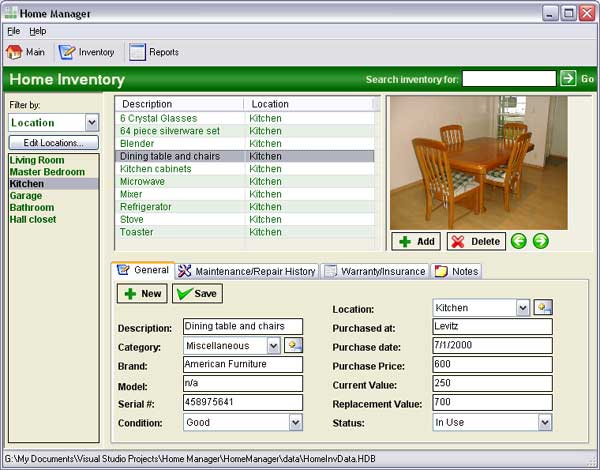 Home Manager
File Help
Main Inventory Reports
Home Inventory Search inventory for: Go
Filter by:
Location
Edit Locations...
Living Room
Master Bedroom
Kitchen
Garage
Bathroom
Hall closet
Description Location
6 Crystal Glasses Kitchen
64 piece silverware set Kitchen
Blender Kitchen
Dining table and chairs Kitchen
Kitchen cabinets Kitchen
Microwave Kitchen
Mixer Kitchen
Refrigerator Kitchen
Stove Kitchen
Toaster Kitchen
Add Delete
General Maintenance/Repair History Warranty/Insurance Notes
New Save
Description: Dining table and chairs
Category: Miscellaneous
Brand: American Furniture
Model: n/a
Serial #: 458975641
Condition: Good
Location: Kitchen
Purchased at: Levitz
Purchase date: 7/1/2000
Purchase Price: 600
Current Value: 250
Replacement Value: 700
Status: In Use
G:\My Documents\Visual Studio Projects\Home Manager\HomeManager\data\HomeInvData.HDB